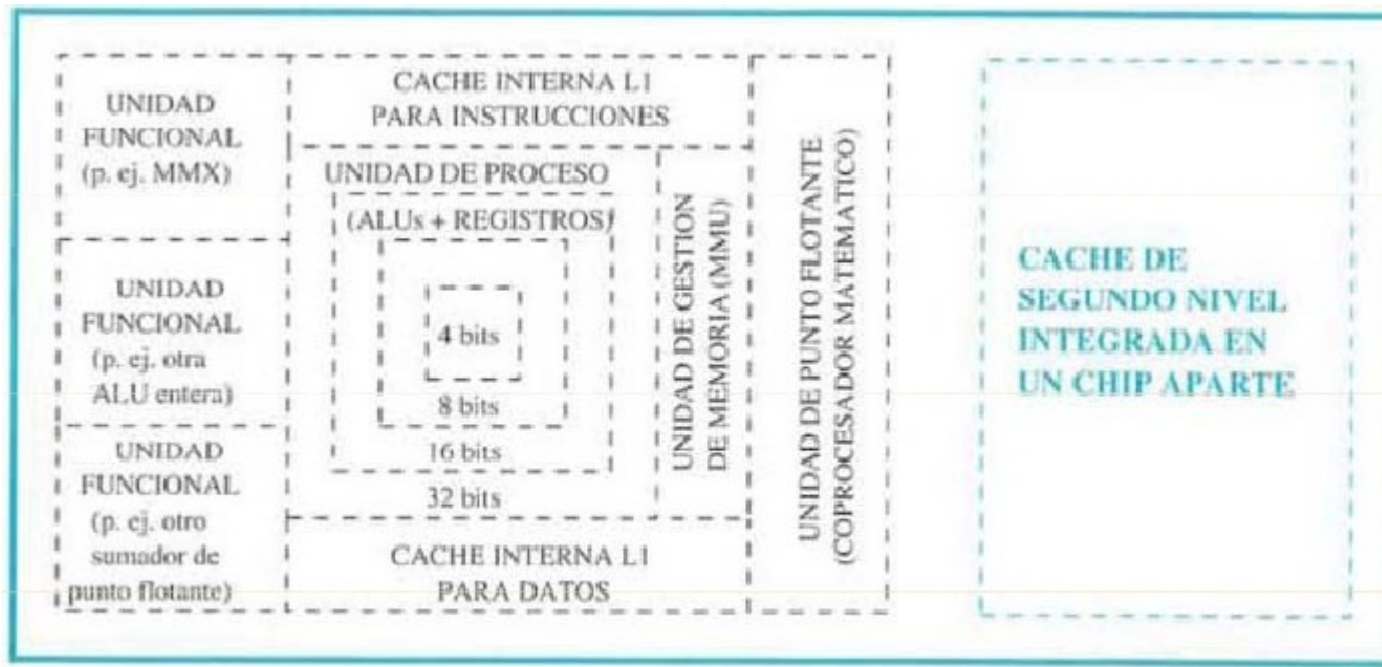 UNIDAD
FUNCIONAL
(p. ej. MMX)
UNIDAD
FUNCIONAL
(p. ej. otra
ALU entera)
UNIDAD
FUNCIONAL
(p. ej. otro
sumador de
punto flotante)
CACHE INTERNA L1
PARA INSTRUCCIONES
UNIDAD DE PROCESO
(ALUs + REGISTROS)
4 bits
8 bits
16 bits
32 bits
CACHE INTERNA L1
PARA DATOS
UNIDAD DE GESTION
DE MEMORIA (MMU)
UNIDAD DE PUNTO FLOTANTE
(COPROCESADOR MATEMATICO)
CACHE DE
SEGUNDO NIVEL
INTEGRADA EN
UN CHIP APARTE